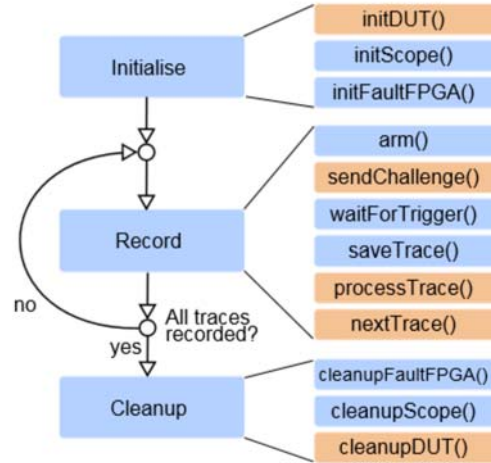 Initialise
initDUT()
initScope()
initFaultFPGA()
Record
arm()
sendChallenge()
waitForTrigger()
saveTrace()
processTrace()
nextTrace()
no
All traces
recorded?
yes
Cleanup
cleanupFaultFPGA()
cleanupScope()
cleanupDUT()